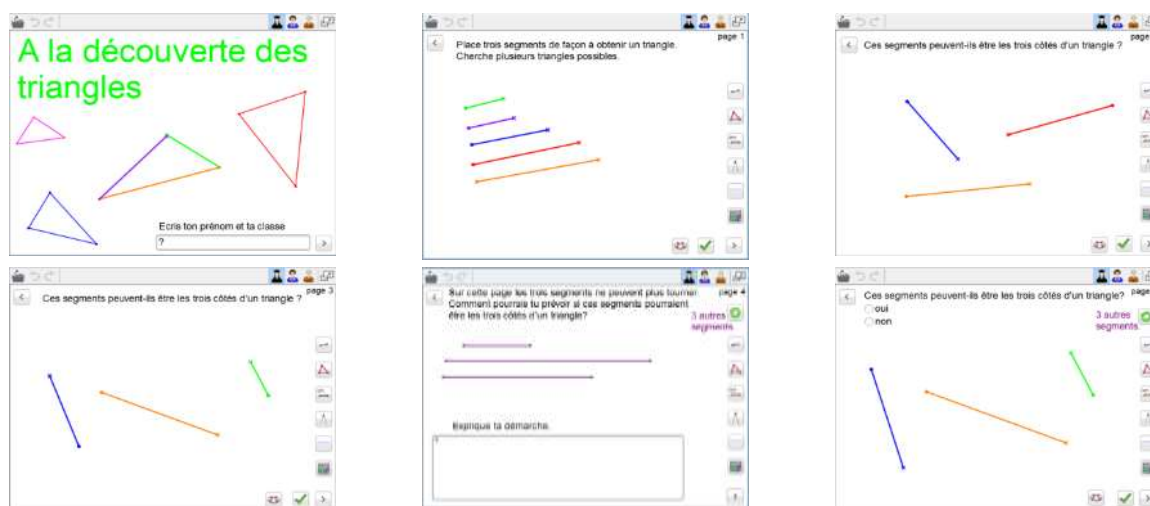 A la découverte des
triangles
Ecris ton prénom et ta classe
?
page 1
Place trois segments de façon à obtenir un triangle.
Cherche plusieurs triangles possibles.
page
Ces segments peuvent-ils être les trois côtés d'un triangle ?
page 3
Ces segments peuvent-ils être les trois côtés d'un triangle ?
page 4
Sur cette page les trois segments ne peuvent plus tourner.
Comment pourrais tu prévoir si ces segments pourraient
être les trois côtés d'un triangle?
3 autres
segments
Explique ta démarche.
page
Ces segments peuvent-ils être les trois côtés d'un triangle?
oui
non
3 autres
segments